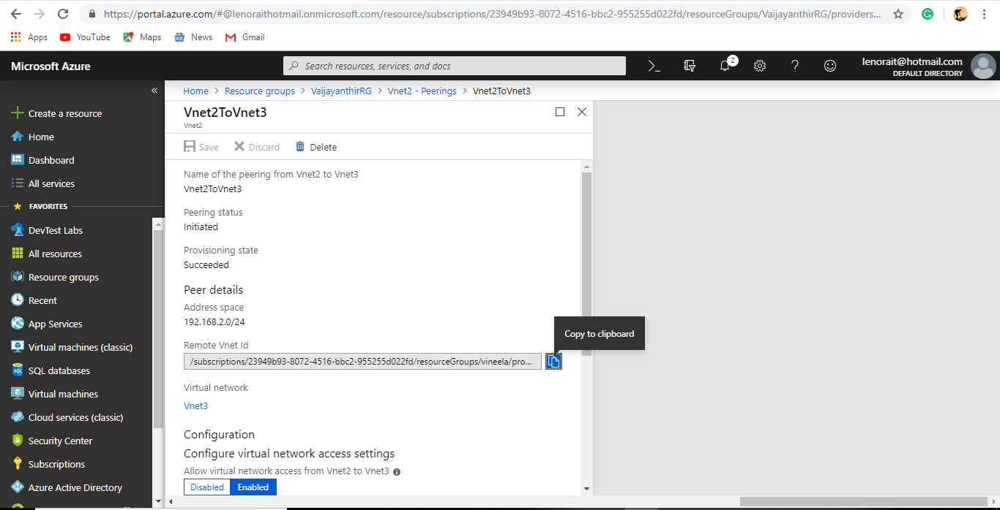 https://portal.azure.com/#@lenoraithotmail.onmicrosoft.com/resource/subscriptions/23949b93-8072-4516-bbc2-955255d022fd/resourceGroups/VaijayanthirRG/providers...
Apps YouTube Maps News Gmail
Microsoft Azure
Search resources, services, and docs
2
lenorait@hotmail.com
DEFAULT DIRECTORY
«
Create a resource
Home
Dashboard
All services
FAVORITES
DevTest Labs
All resources
Resource groups
Recent
App Services
Virtual machines (classic)
SQL databases
Virtual machines
Cloud services (classic)
Security Center
Subscriptions
Azure Active Directory
Home > Resource groups > VaijayanthirRG > Vnet2 - Peerings > Vnet2ToVnet3
Vnet2ToVnet3
Vnet2
Save Discard Delete
Name of the peering from Vnet2 to Vnet3
Vnet2ToVnet3
Peering status
Initiated
Provisioning state
Succeeded
Peer details
Address space
192.168.2.0/24
Copy to clipboard
Remote Vnet Id
/subscriptions/23949b93-8072-4516-bbc2-955255d022fd/resourceGroups/vineela/pro...
Virtual network
Vnet3
Configuration
Configure virtual network access settings
Allow virtual network access from Vnet2 to Vnet3
Disabled Enabled